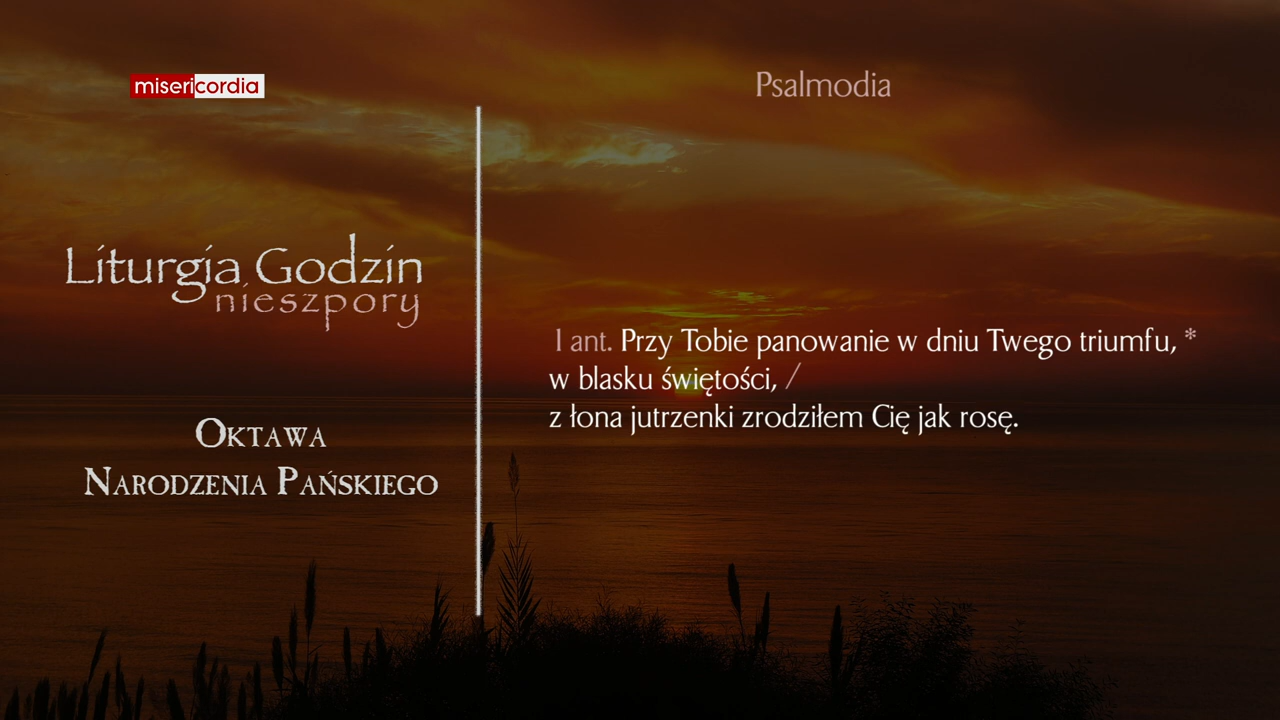 misericordia
Psalmodia
Liturgia Godzin
nieszpory
Oktawa
Narodzenia Pańskiego
1 ant. Przy Tobie panowanie w dniu Twego triumfu, *
w blasku świętości, /
z łona jutrzenki zrodziłem Cię jak rosę.